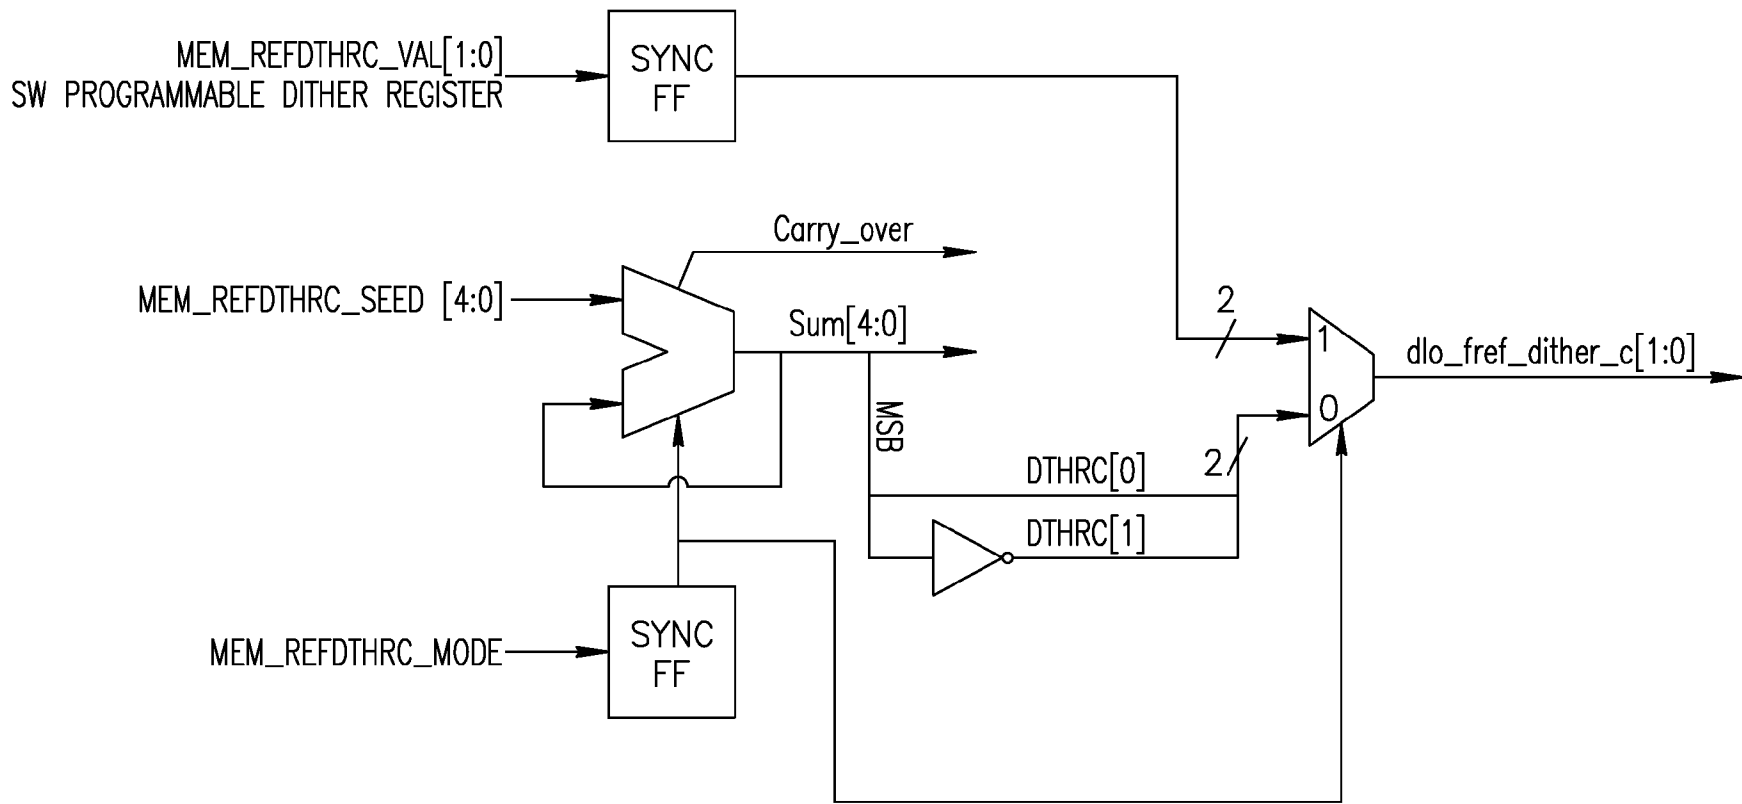 MEM_REFDTHRC_VAL[1:0]
SW PROGRAMMABLE DITHER REGISTER
SYNC
FF
Carry_over
MEM_REFDTHRC_SEED [4:0]
Sum[4:0]
2
1
dlo_fref_dither_c[1:0]
0
MSB
2
DTHRC[0]
DTHRC[1]
MEM_REFDTHRC_MODE
SYNC
FF